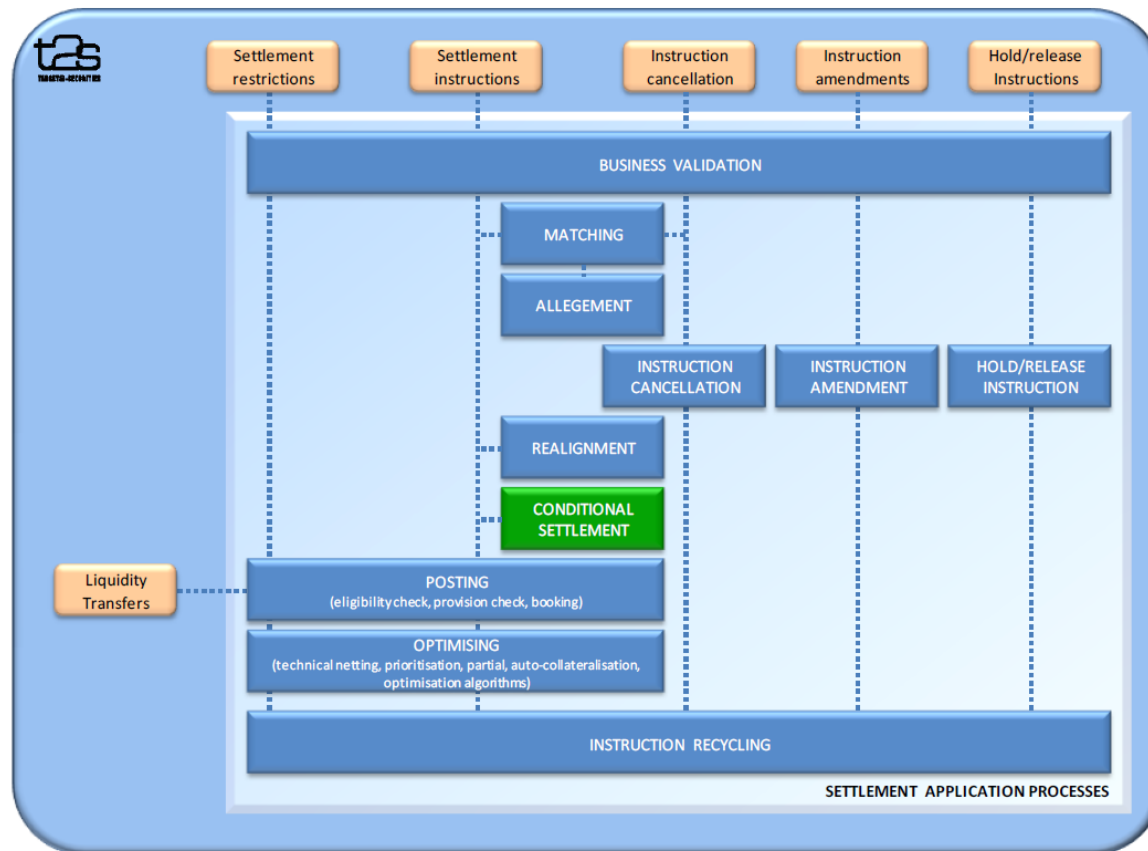 t2s
TARGET2-SECURITIES
Settlement
restrictions
Settlement
instructions
Instruction
cancellation
Instruction
amendments
Hold/release
Instructions
BUSINESS VALIDATION
MATCHING
ALLEGEMENT
INSTRUCTION
CANCELLATION
INSTRUCTION
AMENDMENT
HOLD/RELEASE
INSTRUCTION
REALIGNMENT
CONDITIONAL
SETTLEMENT
Liquidity
Transfers
POSTING
(eligibility check, provision check, booking)
OPTIMISING
(technical netting, prioritisation, partial, auto-collateralisation,
optimisation algorithms)
INSTRUCTION RECYCLING
SETTLEMENT APPLICATION PROCESSES